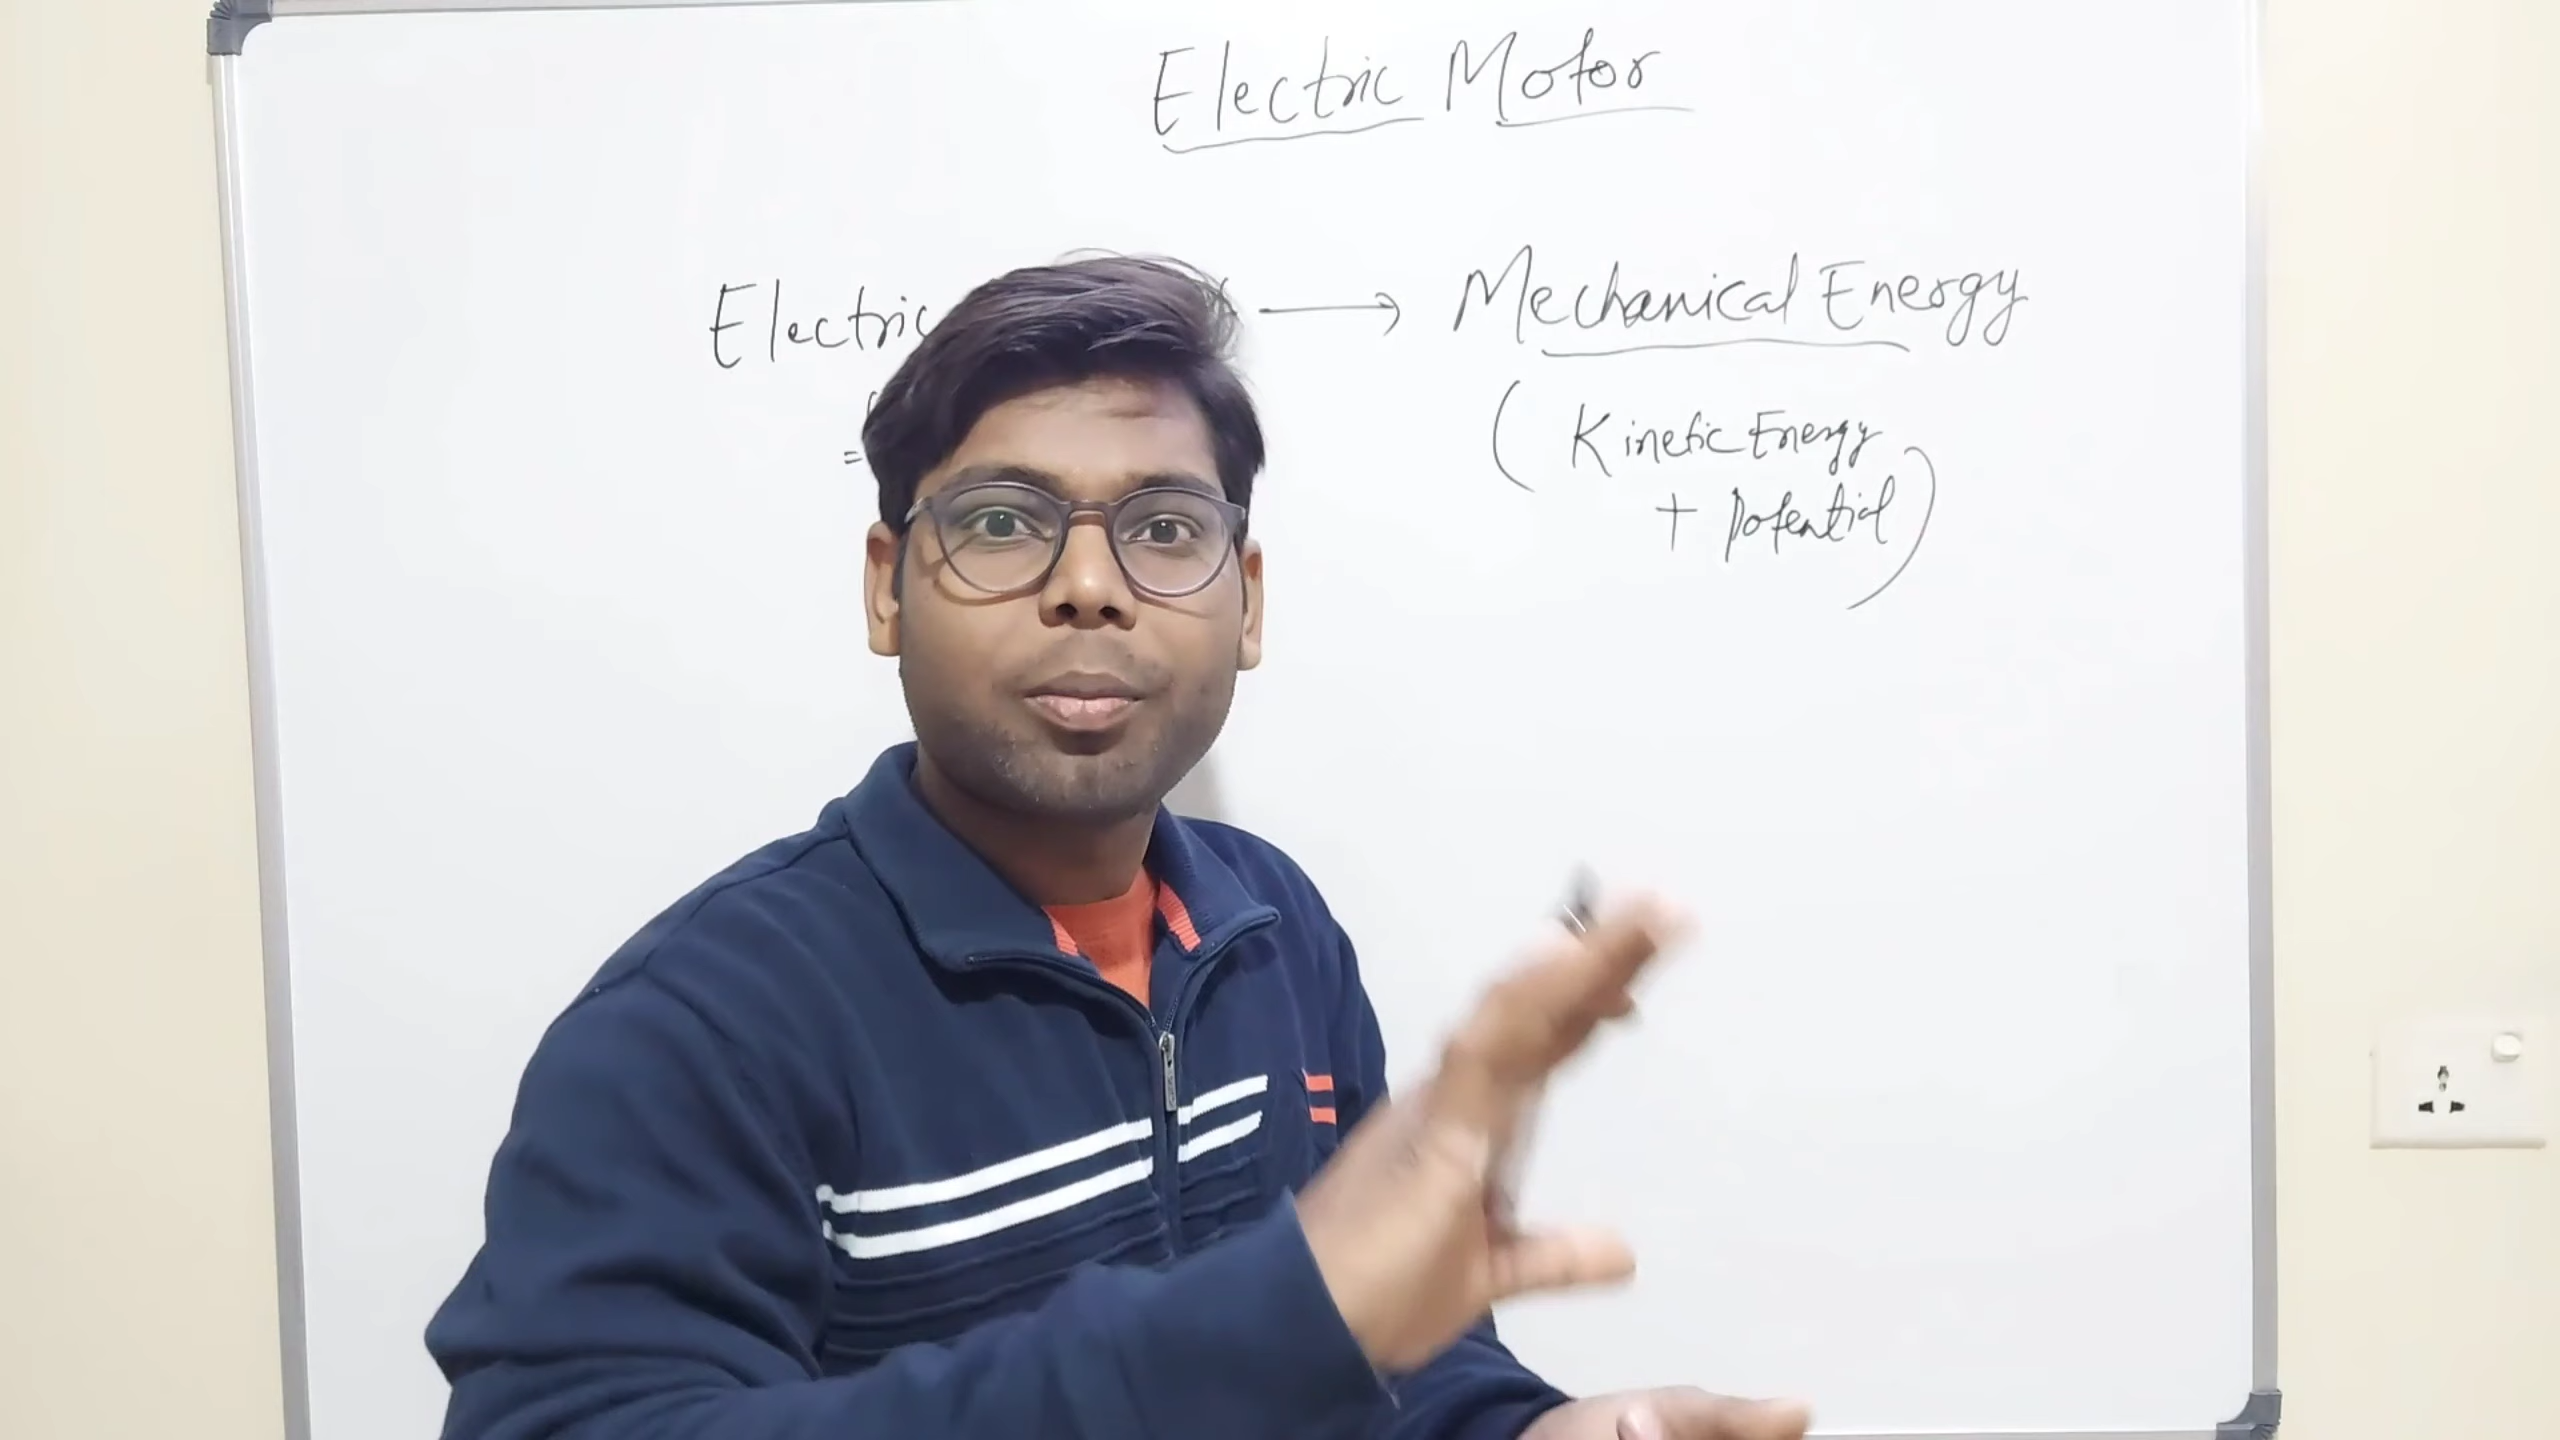 Electric Motor
Electric → Mechanical Energy
( Kinetic Energy
+ Potential )